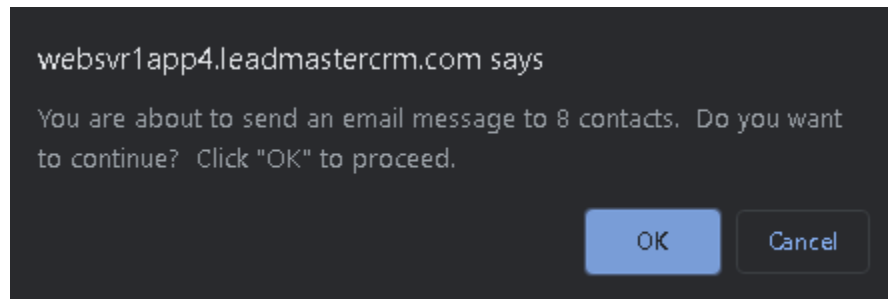 websvr1app4.leadmastercrm.com says
You are about to send an email message to 8 contacts.  Do you want
to continue?  Click "OK" to proceed.
OK
Cancel